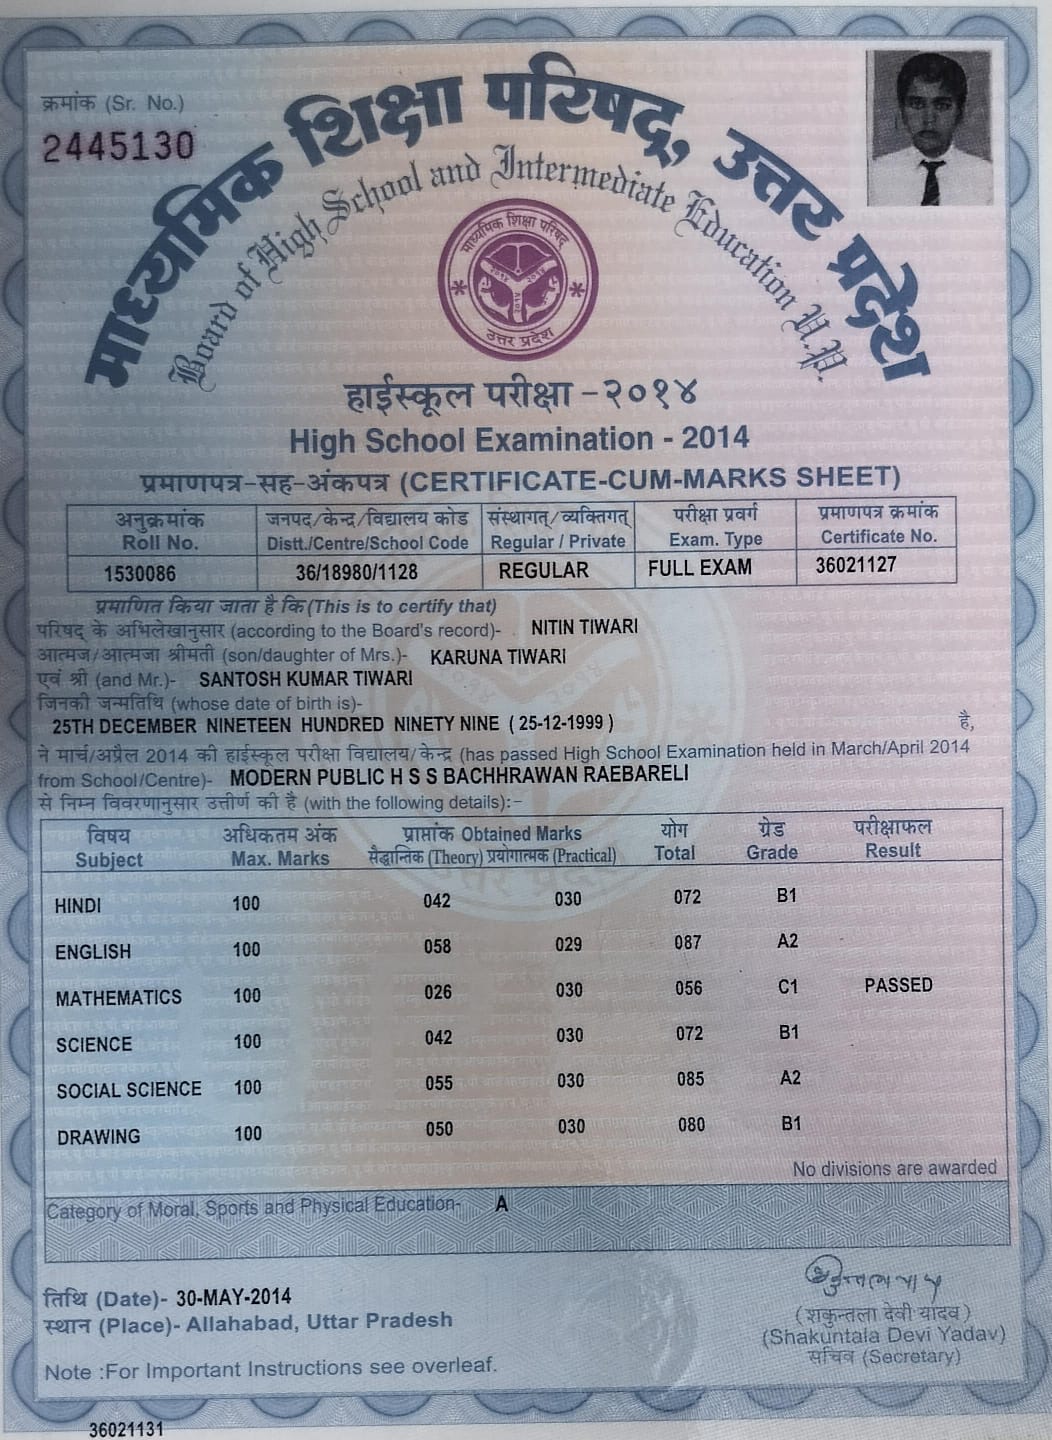 क्रमांक (Sr. No.)
2445130
माध्यमिक शिक्षा परिषद्, उत्तर प्रदेश
Board of High School and Intermediate Education U.P.
माध्यमिक शिक्षा परिषद
उत्तर प्रदेश
हाईस्कूल परीक्षा -२०१४
High School Examination - 2014
प्रमाणपत्र-सह-अंकपत्र (CERTIFICATE-CUM-MARKS SHEET)
अनुक्रमांक जनपद/केन्द्र/विद्यालय कोड संस्थागत्/व्यक्तिगत् परीक्षा प्रवर्ग प्रमाणपत्र क्रमांक
Roll No. Distt./Centre/School Code Regular / Private Exam. Type Certificate No.
1530086 36/18980/1128 REGULAR FULL EXAM 36021127
प्रमाणित किया जाता है कि (This is to certify that)
परिषद् के अभिलेखानुसार (according to the Board's record)- NITIN TIWARI
आत्मज/आत्मजा श्रीमती (son/daughter of Mrs.)- KARUNA TIWARI
एवं श्री (and Mr.)- SANTOSH KUMAR TIWARI
जिनकी जन्मतिथि (whose date of birth is)-
25TH DECEMBER NINETEEN HUNDRED NINETY NINE ( 25-12-1999 ) है,
ने मार्च/अप्रैल 2014 की हाईस्कूल परीक्षा विद्यालय/केन्द्र (has passed High School Examination held in March/April 2014
from School/Centre)- MODERN PUBLIC H S S BACHHRAWAN RAEBARELI
से निम्न विवरणानुसार उत्तीर्ण की है (with the following details):-
विषय अधिकतम अंक प्राप्तांक Obtained Marks योग ग्रेड परीक्षाफल
Subject Max. Marks सैद्धान्तिक (Theory) प्रयोगात्मक (Practical) Total Grade Result
HINDI 100 042 030 072 B1
ENGLISH 100 058 029 087 A2
MATHEMATICS 100 026 030 056 C1 PASSED
SCIENCE 100 042 030 072 B1
SOCIAL SCIENCE 100 055 030 085 A2
DRAWING 100 050 030 080 B1
No divisions are awarded
Category of Moral, Sports and Physical Education- A
तिथि (Date)- 30-MAY-2014
स्थान (Place)- Allahabad, Uttar Pradesh
(शकुन्तला देवी यादव)
(Shakuntala Devi Yadav)
सचिव (Secretary)
Note :For Important Instructions see overleaf.
36021131